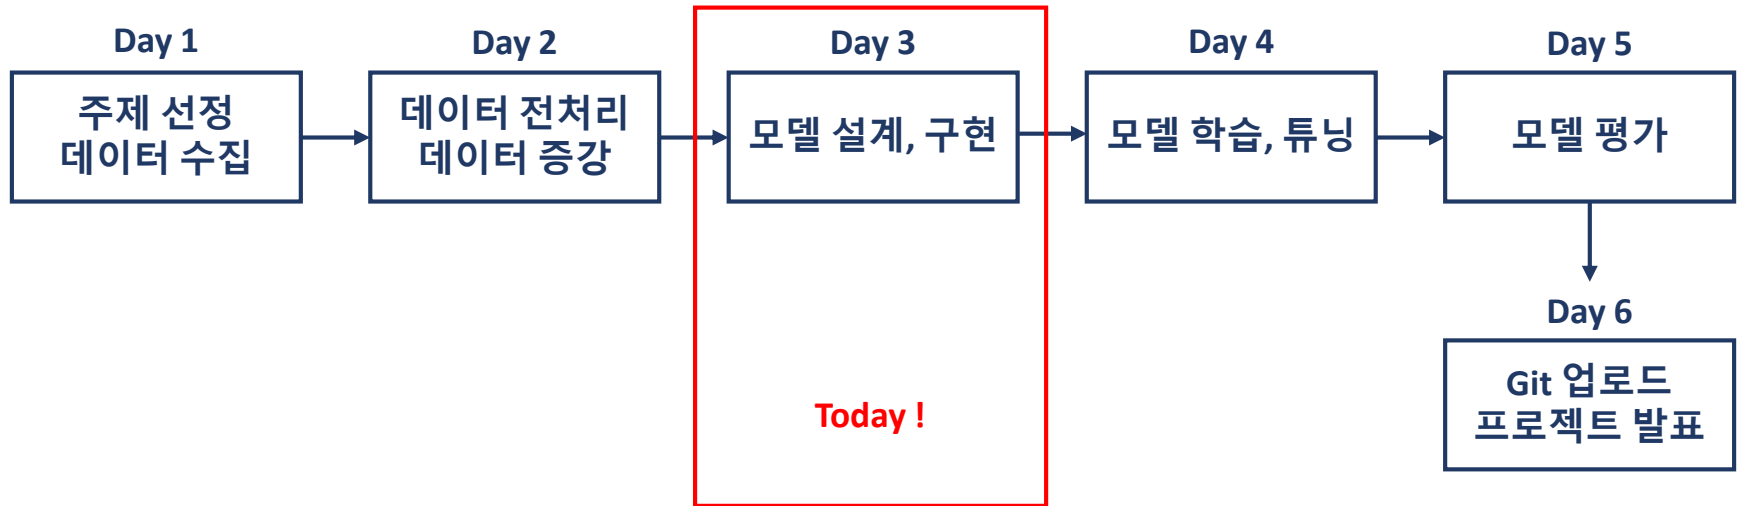 Day 1
주제 선정
데이터 수집
Day 2
데이터 전처리
데이터 증강
Day 3
모델 설계, 구현
Today !
Day 4
모델 학습, 튜닝
Day 5
모델 평가
Day 6
Git 업로드
프로젝트 발표